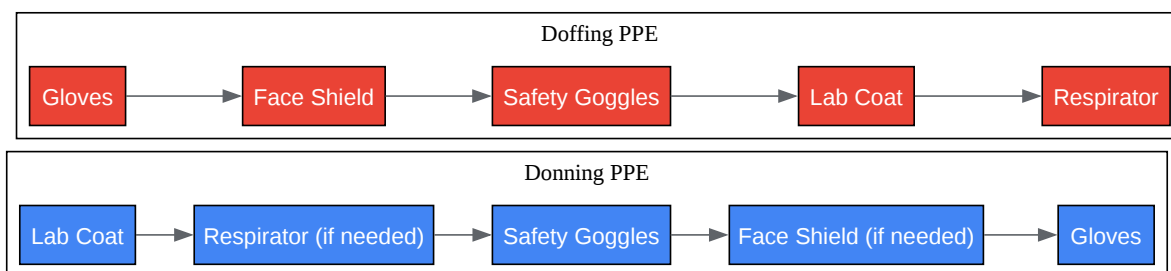 Doffing PPE
Gloves
Face Shield
Safety Goggles
Lab Coat
Respirator
Donning PPE
Lab Coat
Respirator (if needed)
Safety Goggles
Face Shield (if needed)
Gloves